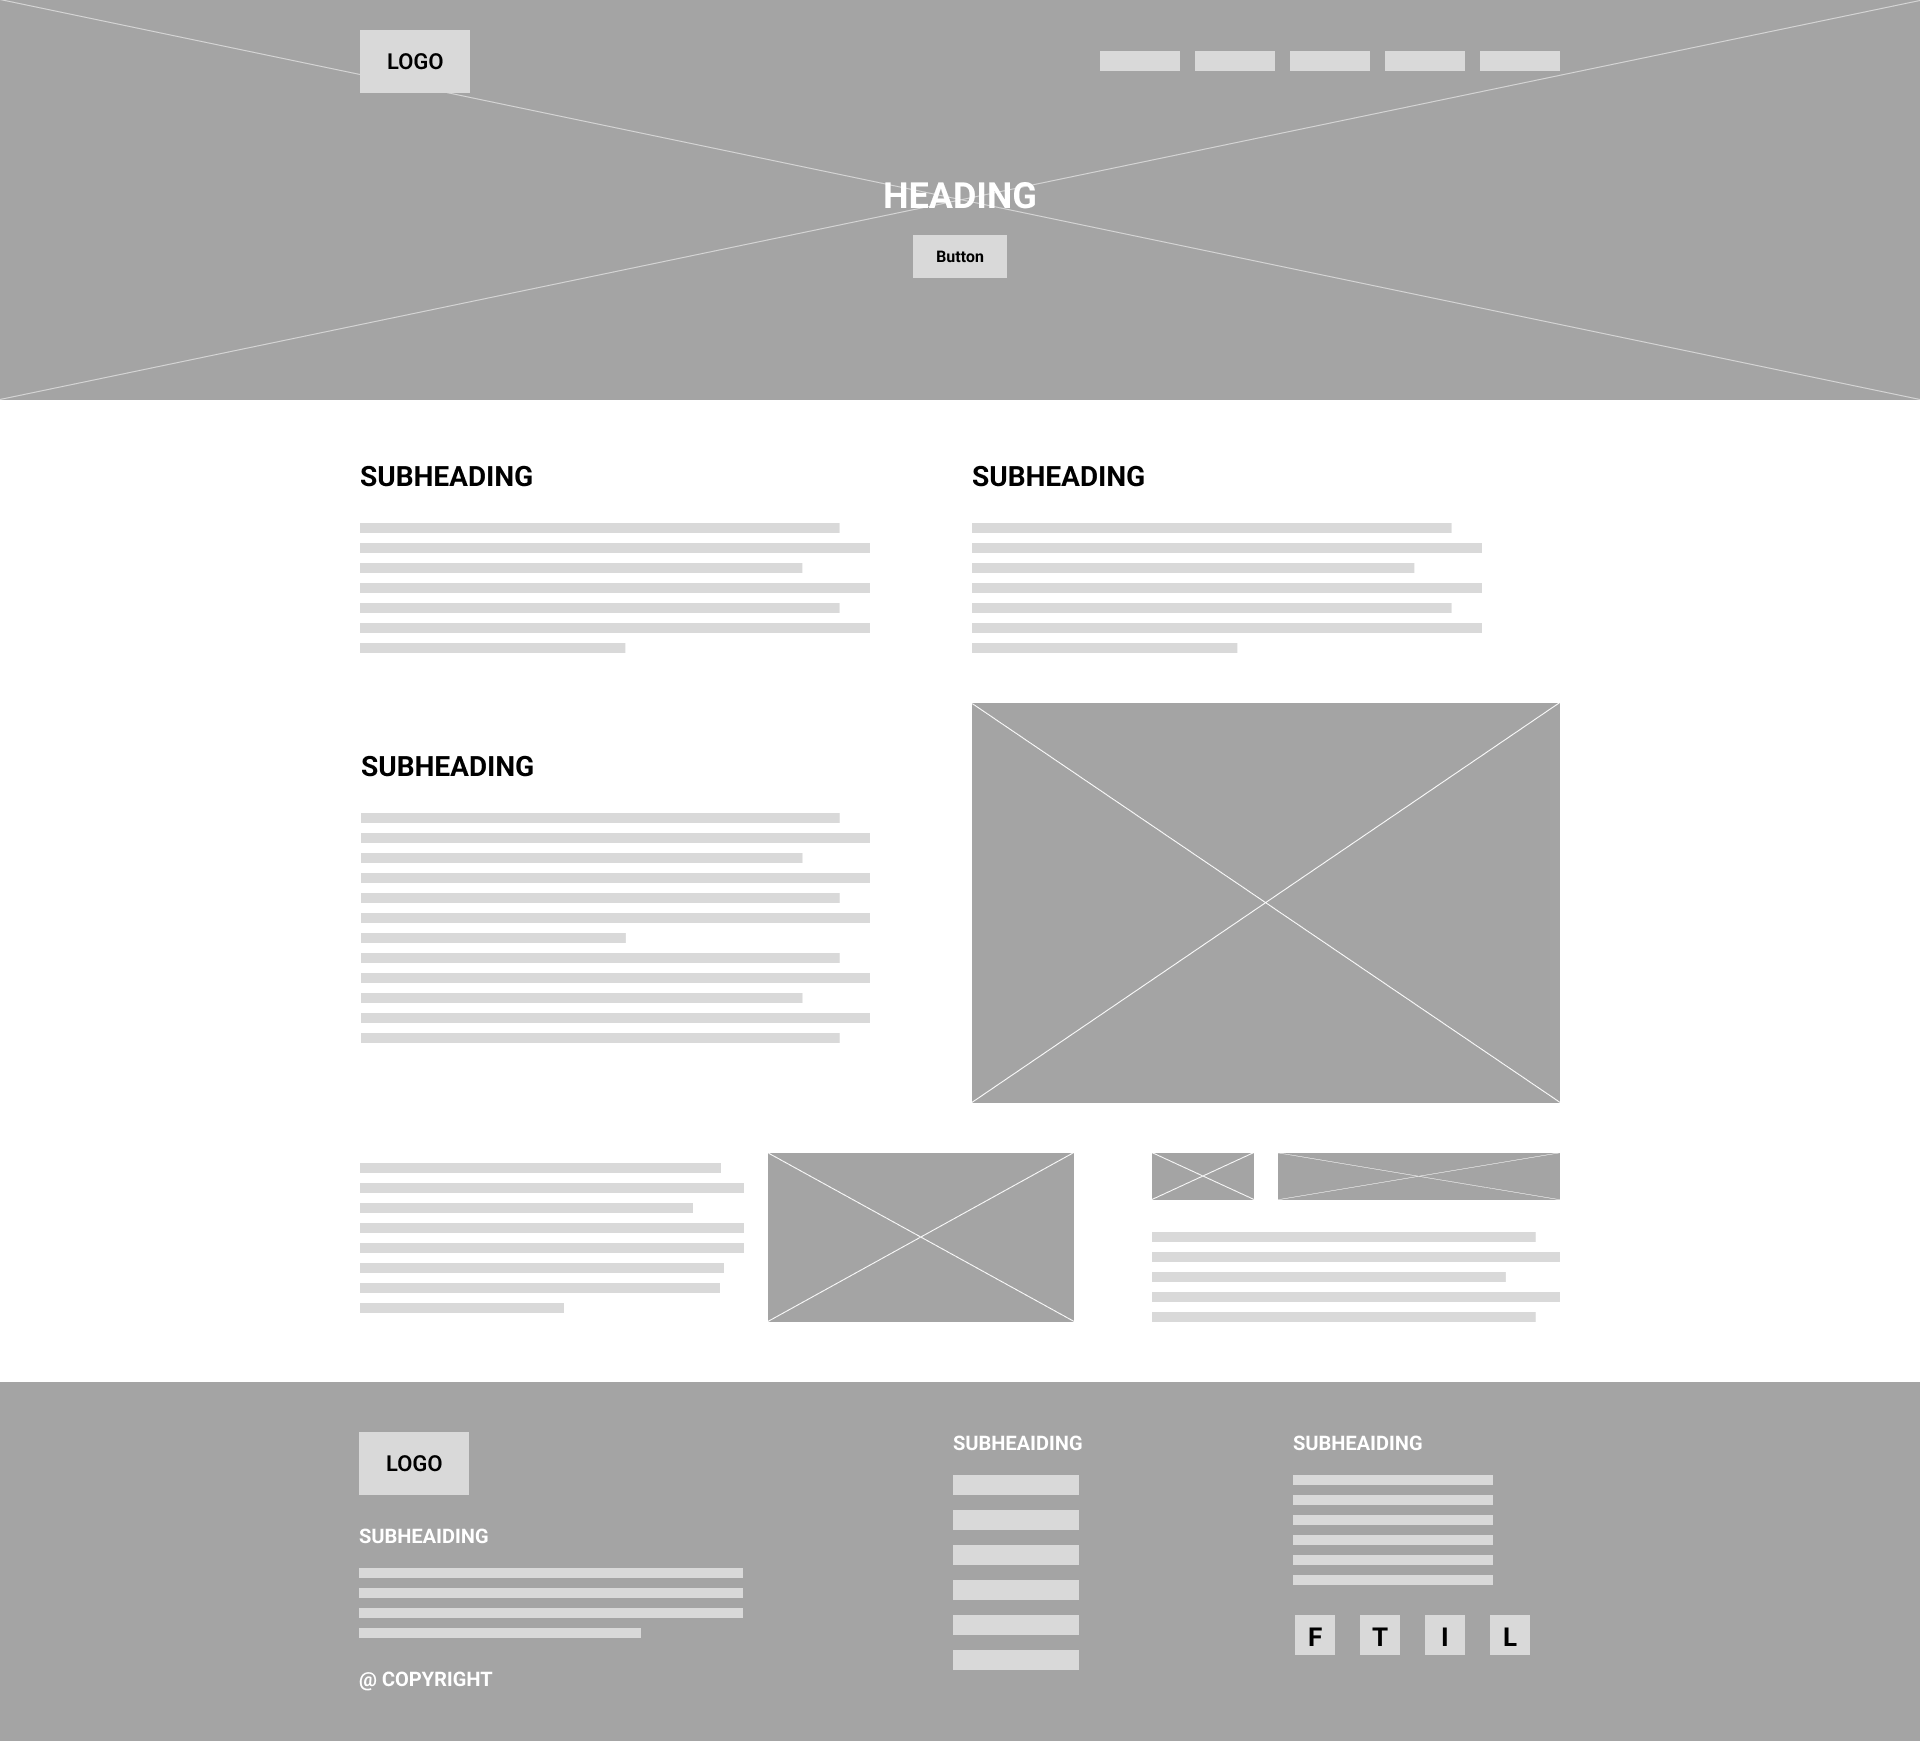 LOGO
HEADING
Button
SUBHEADING
SUBHEADING
SUBHEADING
LOGO
SUBHEAIDING
@ COPYRIGHT
SUBHEAIDING
SUBHEAIDING
F T I L